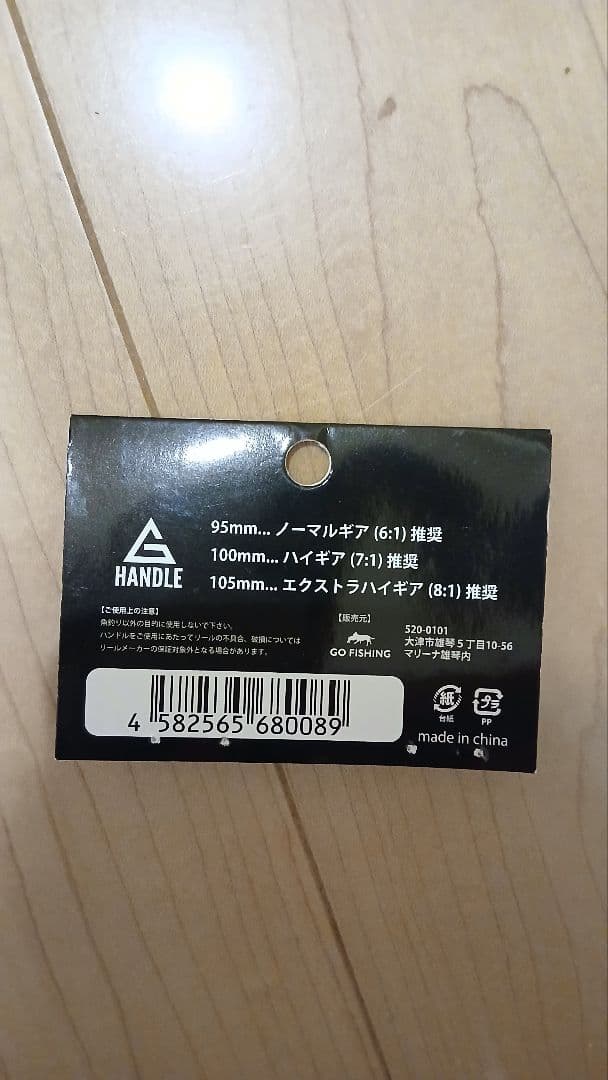 95mm... ノーマルギア (6:1) 推奨
100mm... ハイギア (7:1) 推奨
105mm... エクストラハイギア (8:1) 推奨
G
HANDLE
【ご使用上の注意】
魚釣り以外の目的に使用しないで下さい。
ハンドルをご使用にあたってリールの不具合、破損については
リールメーカーの保証対象外となる場合があります。
【販売元】
GO FISHING
520-0101
大津市雄琴5丁目10-56
マリーナ雄琴内
4 582565 680089
紙
台紙
プラ
PP
made in china